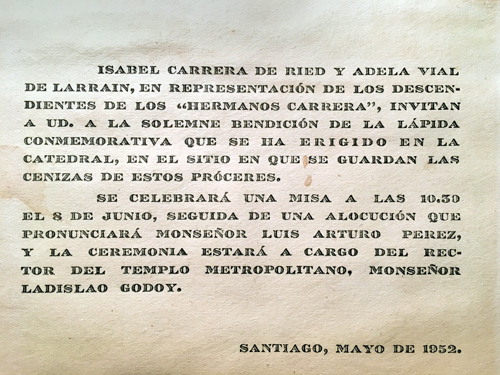 ISABEL CARRERA DE RIED Y ADELA VIAL
DE LARRAIN, EN REPRESENTACIÓN DE LOS DESCEN-
DIENTES DE LOS "HERMANOS CARRERA", INVITAN
A UD. A LA SOLEMNE BENDICIÓN DE LA LÁPIDA
CONMEMORATIVA QUE SE HA ERIGIDO EN LA
CATEDRAL, EN EL SITIO EN QUE SE GUARDAN LAS
CENIZAS DE ESTOS PRÓCERES.
SE CELEBRARÁ UNA MISA A LAS 10.30
EL 8 DE JUNIO, SEGUIDA DE UNA ALOCUCIÓN QUE
PRONUNCIARÁ MONSEÑOR LUIS ARTURO PEREZ,
Y LA CEREMONIA ESTARÁ A CARGO DEL REC-
TOR DEL TEMPLO METROPOLITANO, MONSEÑOR
LADISLAO GODOY.
SANTIAGO, MAYO DE 1952.